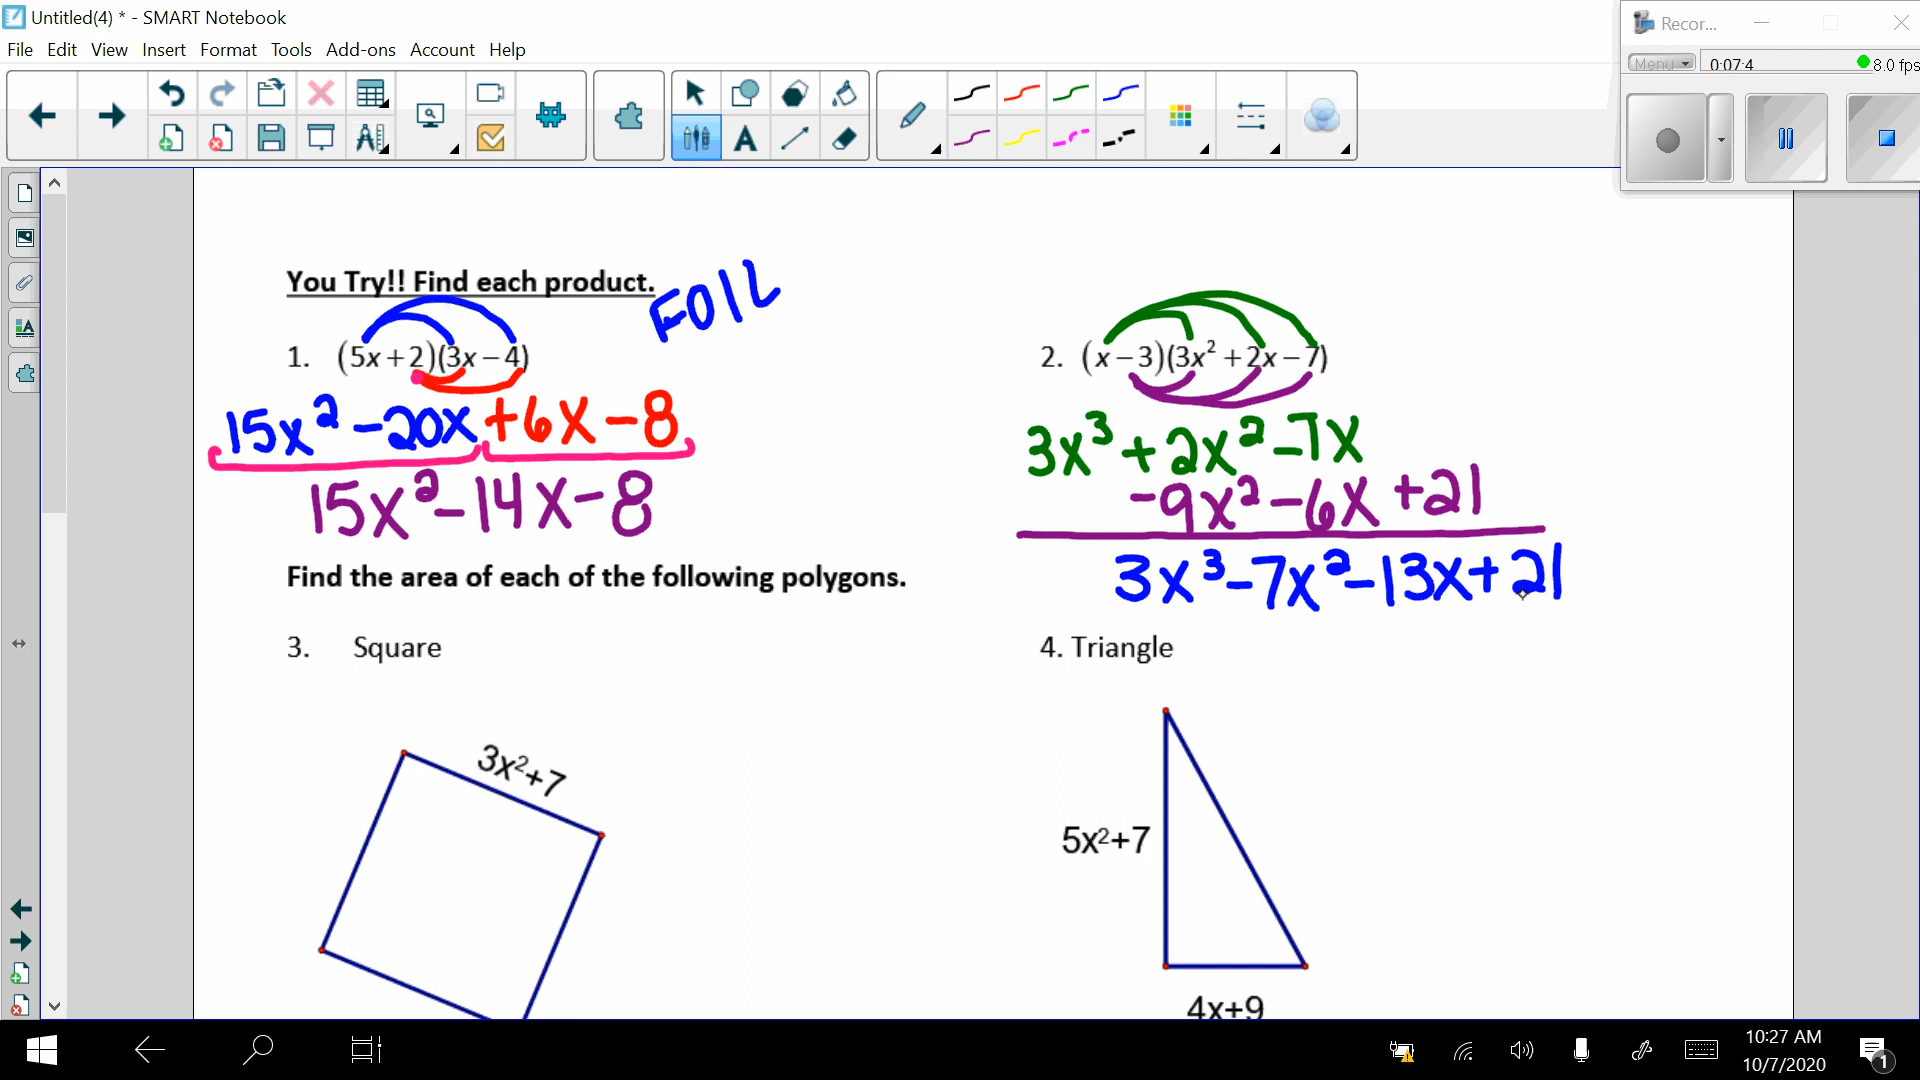 Untitled(4) * - SMART Notebook
File Edit View Insert Format Tools Add-ons Account Help
Recor...
Menu
0:07:4
8.0 fps
You Try!! Find each product.
FOIL
1. (5x+2)(3x−4)
15x² −20x +6x −8
15x² −14x −8
2. (x−3)(3x² +2x−7)
3x³ +2x² −7x
−9x² −6x +21
3x³ −7x² −13x +21
Find the area of each of the following polygons.
3. Square
3x²+7
4. Triangle
5x²+7
4x+9
10:27 AM
10/7/2020
1